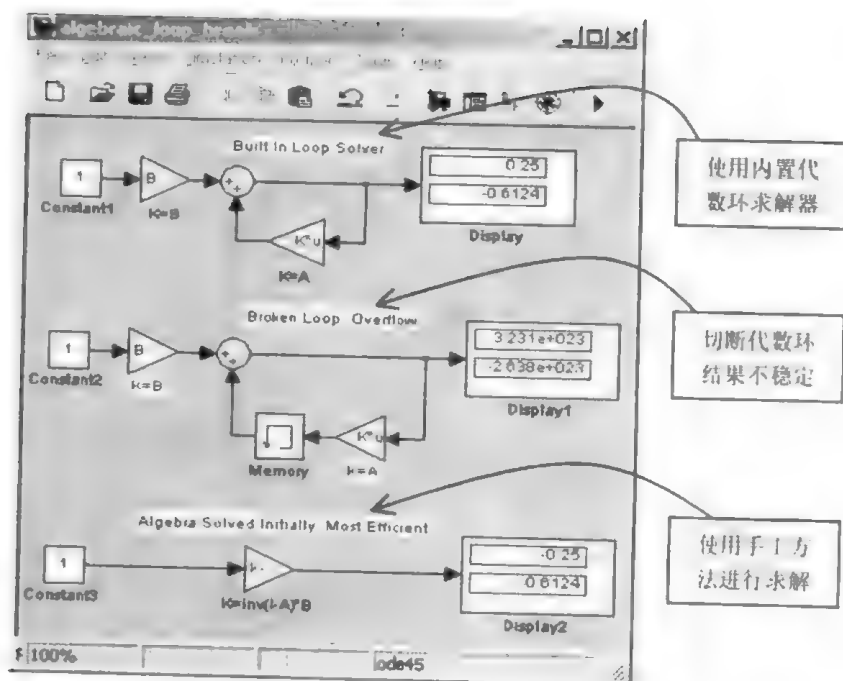 algebraic_loop_
Built In Loop Solver
1
Constant1
B
K=B
K*u
K=A
0.25
-0.6124
Display
使用内置代
数环求解器
Broken Loop Overflow
1
Constant2
B
k=B
Memory
K*u
k=A
3.231e+023
-2.638e+023
Display1
切断代数环
结果不稳定
Algebra Solved Initially Most Efficient
1
Constant3
K=inv(I-A)*B
-0.25
0.6124
Display2
使用手工方
法进行求解
100%
ode45